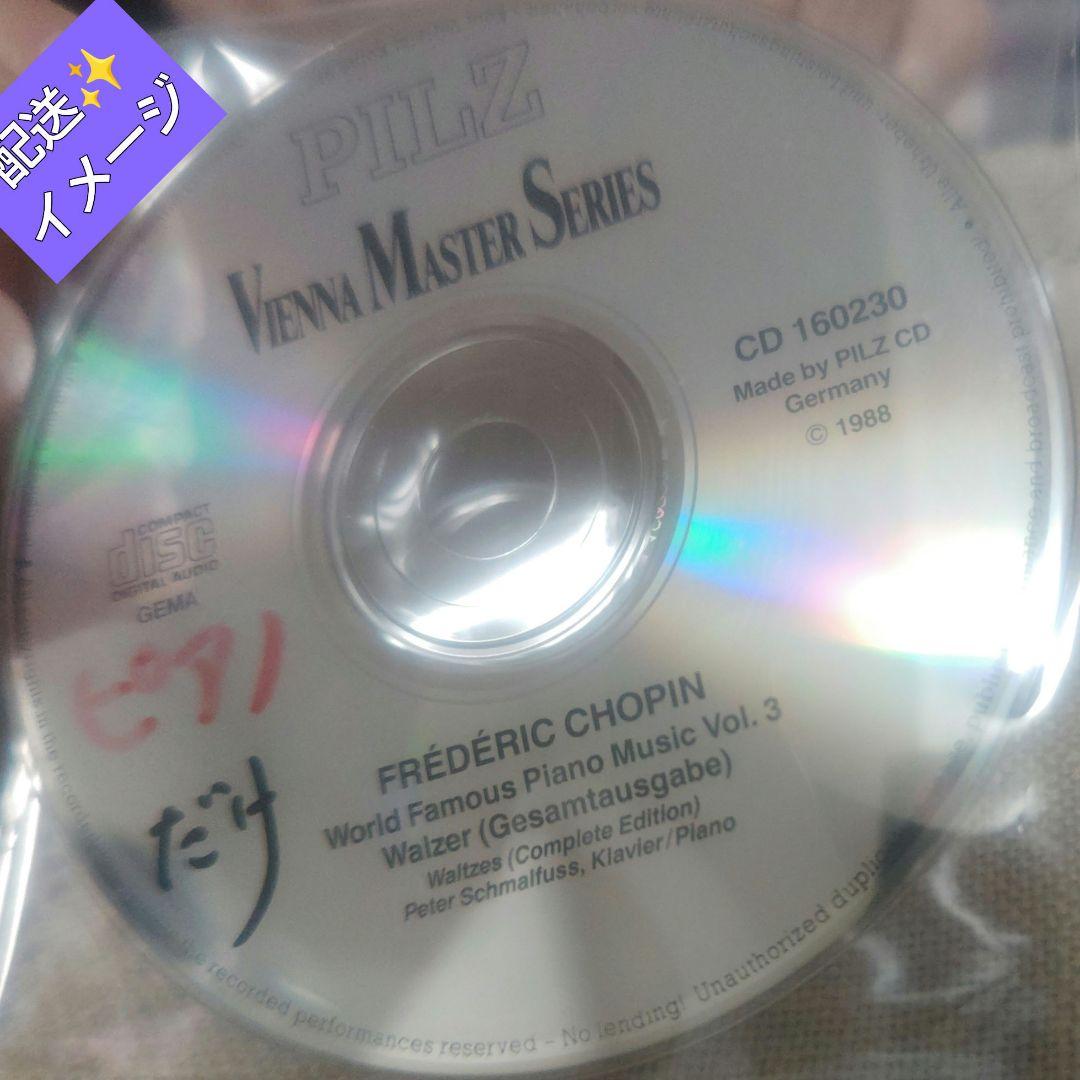 配送✨
イメージ
PILZ
VIENNA MASTER SERIES
CD 160230
Made by PILZ CD
Germany
© 1988
COMPACT
disc
DIGITAL AUDIO
GEMA
ピアノ
だけ
FRÉDÉRIC CHOPIN
World Famous Piano Music Vol. 3
Walzer (Gesamtausgabe)
Waltzes (Complete Edition)
Peter Schmalfuss, Klavier/Piano
recorded performances reserved – No lending! Unauthorized duplic